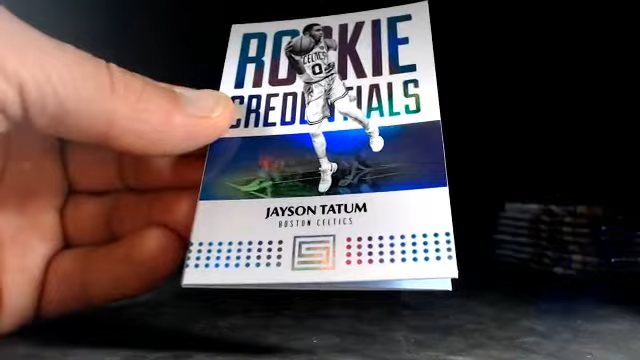 ROOKIE
CELTICS
0
CREDENTIALS
JAYSON TATUM
BOSTON CELTICS